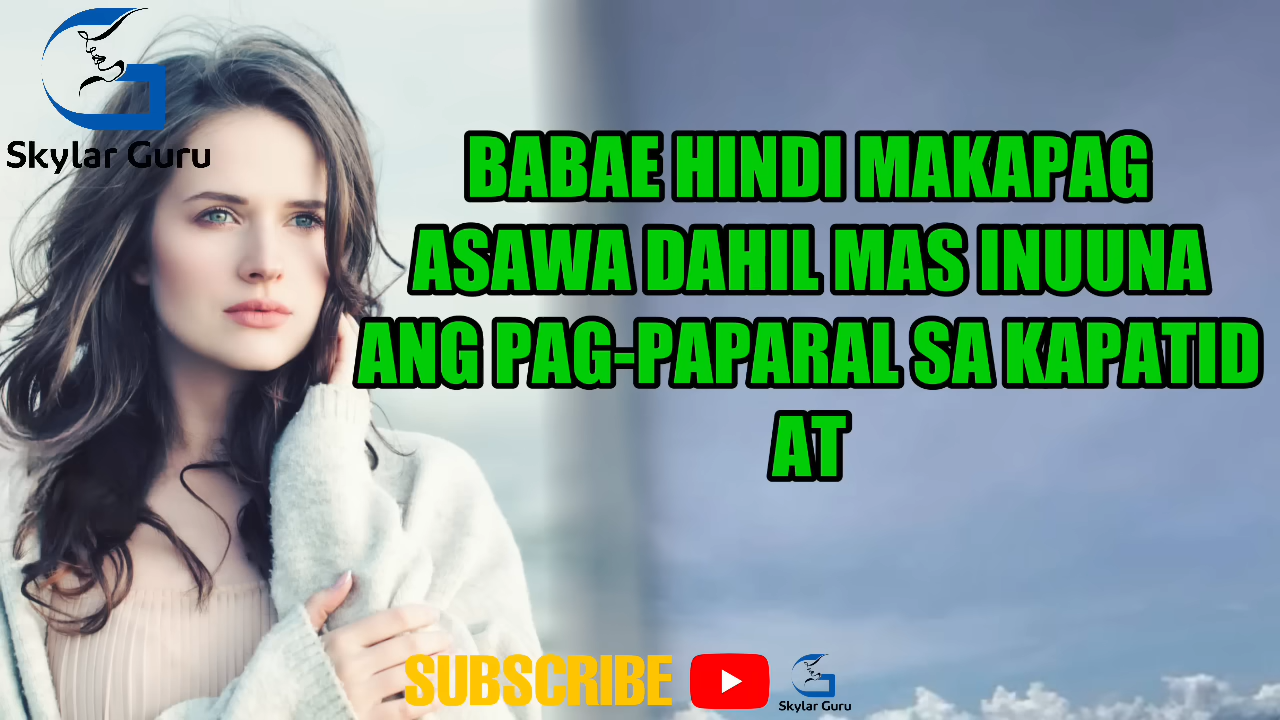 Skylar Guru
BABAE HINDI MAKAPAG
ASAWA DAHIL MAS INUUNA
ANG PAG-PAPARAL SA KAPATID
AT
SUBSCRIBE
Skylar Guru